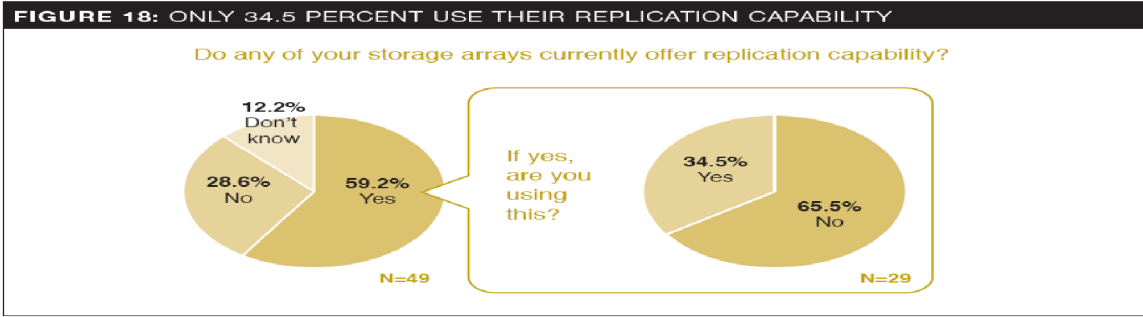 FIGURE 18: ONLY 34.5 PERCENT USE THEIR REPLICATION CAPABILITY
Do any of your storage arrays currently offer replication capability?
12.2%
Don't
know
28.6%
No
59.2%
Yes
N=49
If yes,
are you
using
this?
34.5%
Yes
65.5%
No
N=29